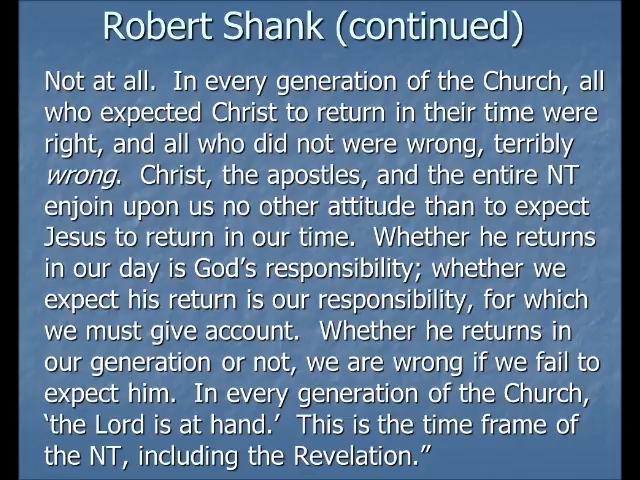 Robert Shank (continued)
Not at all.  In every generation of the Church, all
who expected Christ to return in their time were
right, and all who did not were wrong, terribly
wrong.  Christ, the apostles, and the entire NT
enjoin upon us no other attitude than to expect
Jesus to return in our time.  Whether he returns
in our day is God’s responsibility; whether we
expect his return is our responsibility, for which
we must give account.  Whether he returns in
our generation or not, we are wrong if we fail to
expect him.  In every generation of the Church,
‘the Lord is at hand.’  This is the time frame of
the NT, including the Revelation.”